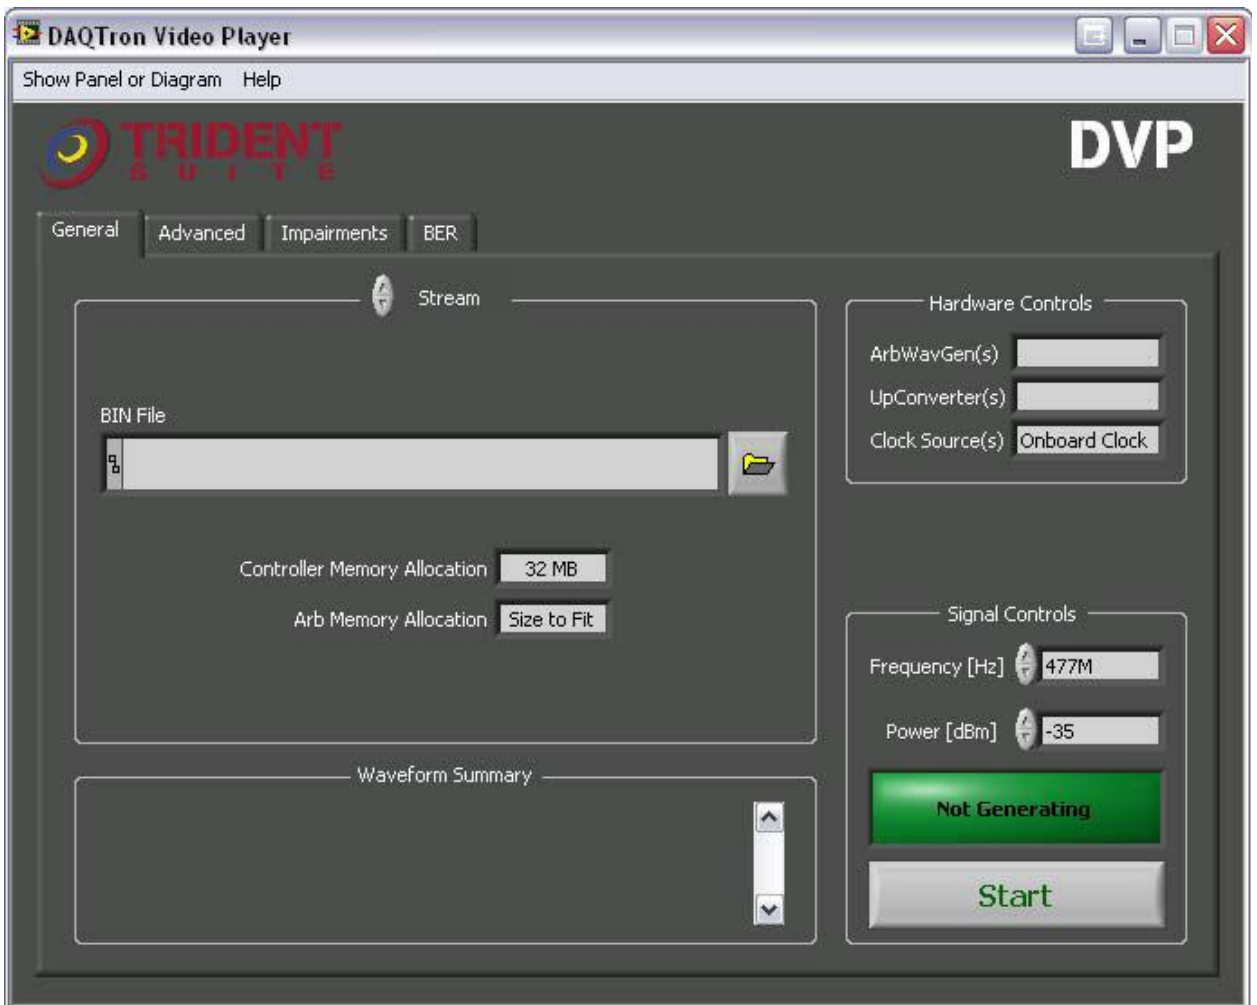 DAQTron Video Player
Show Panel or Diagram Help
TRIDENT
SUITE
DVP
General Advanced Impairments BER
Stream
BIN File
Controller Memory Allocation 32 MB
Arb Memory Allocation Size to Fit
Waveform Summary
Hardware Controls
ArbWavGen(s)
UpConverter(s)
Clock Source(s) Onboard Clock
Signal Controls
Frequency [Hz] 477M
Power [dBm] -35
Not Generating
Start